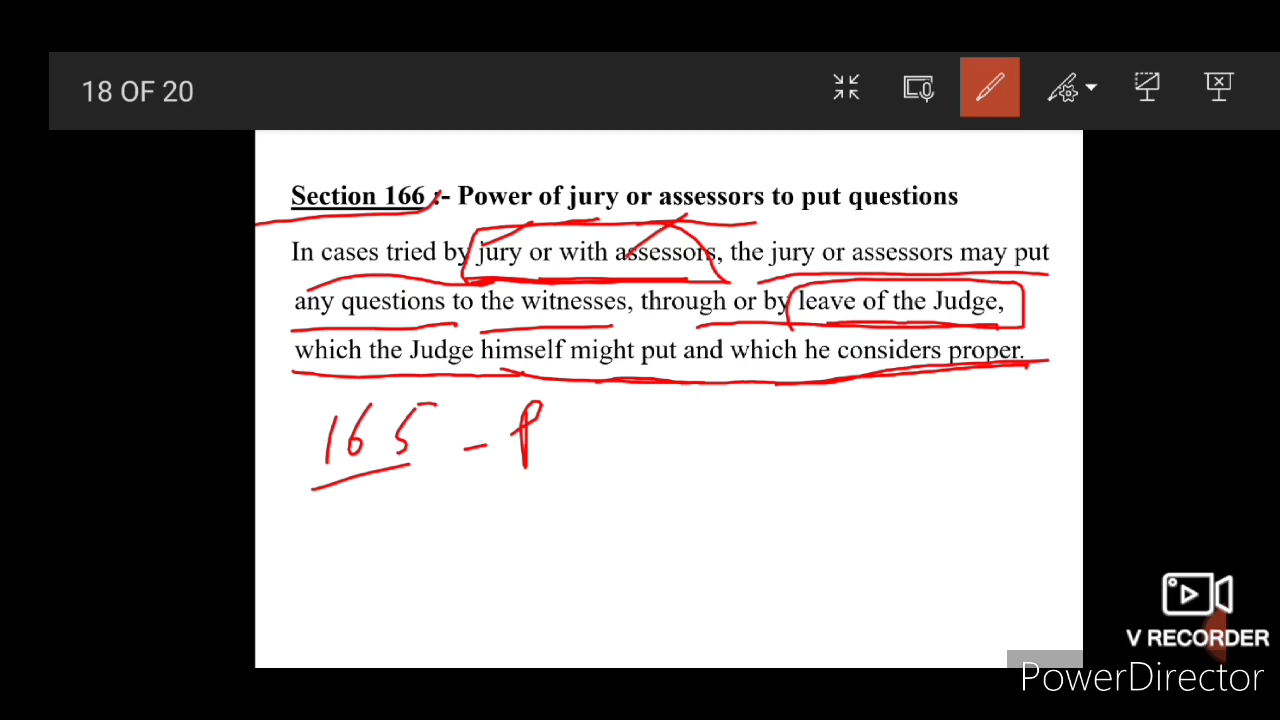 18 OF 20
Section 166 :- Power of jury or assessors to put questions
In cases tried by jury or with assessors, the jury or assessors may put
any questions to the witnesses, through or by leave of the Judge,
which the Judge himself might put and which he considers proper.
165 - P
V RECORDER
PowerDirector